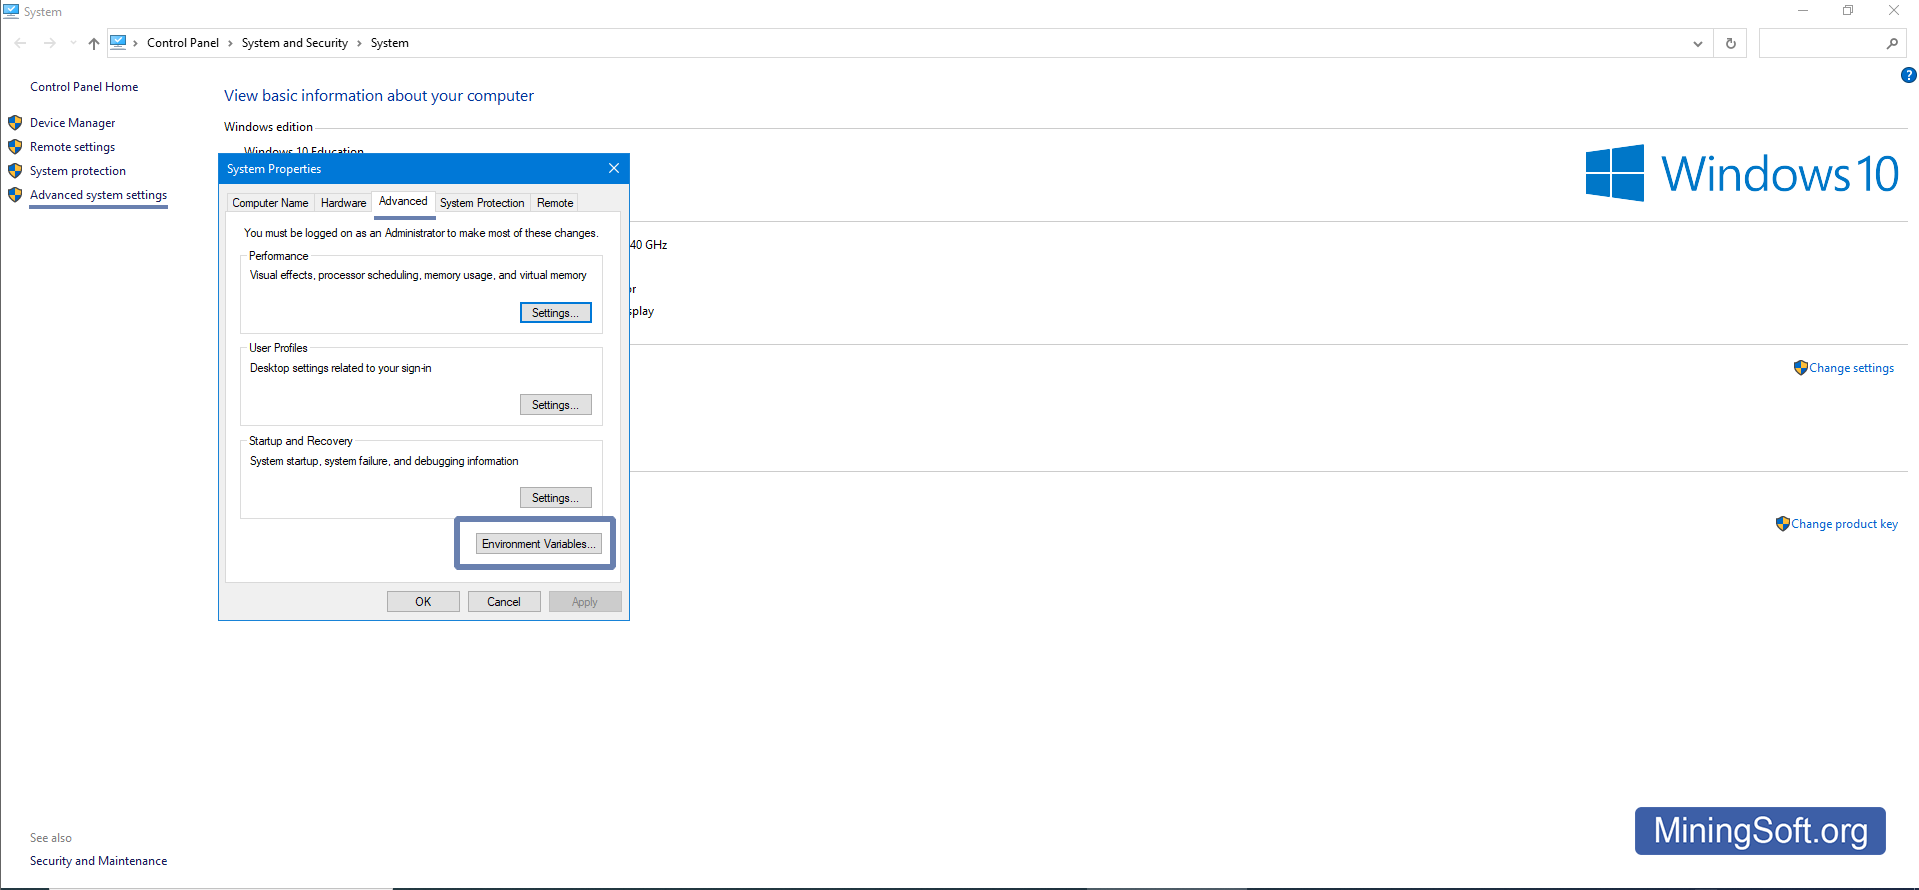 System
Control Panel › System and Security › System
?
Control Panel Home
Device Manager
Remote settings
System protection
Advanced system settings
View basic information about your computer
Windows edition
Windows 10 Education
Windows 10
System Properties
Computer Name Hardware Advanced System Protection Remote
You must be logged on as an Administrator to make most of these changes.
Performance
Visual effects, processor scheduling, memory usage, and virtual memory
Settings...
User Profiles
Desktop settings related to your sign-in
Settings...
Startup and Recovery
System startup, system failure, and debugging information
Settings...
Environment Variables...
OK Cancel Apply
40 GHz
or
splay
Change settings
Change product key
See also
Security and Maintenance
MiningSoft.org